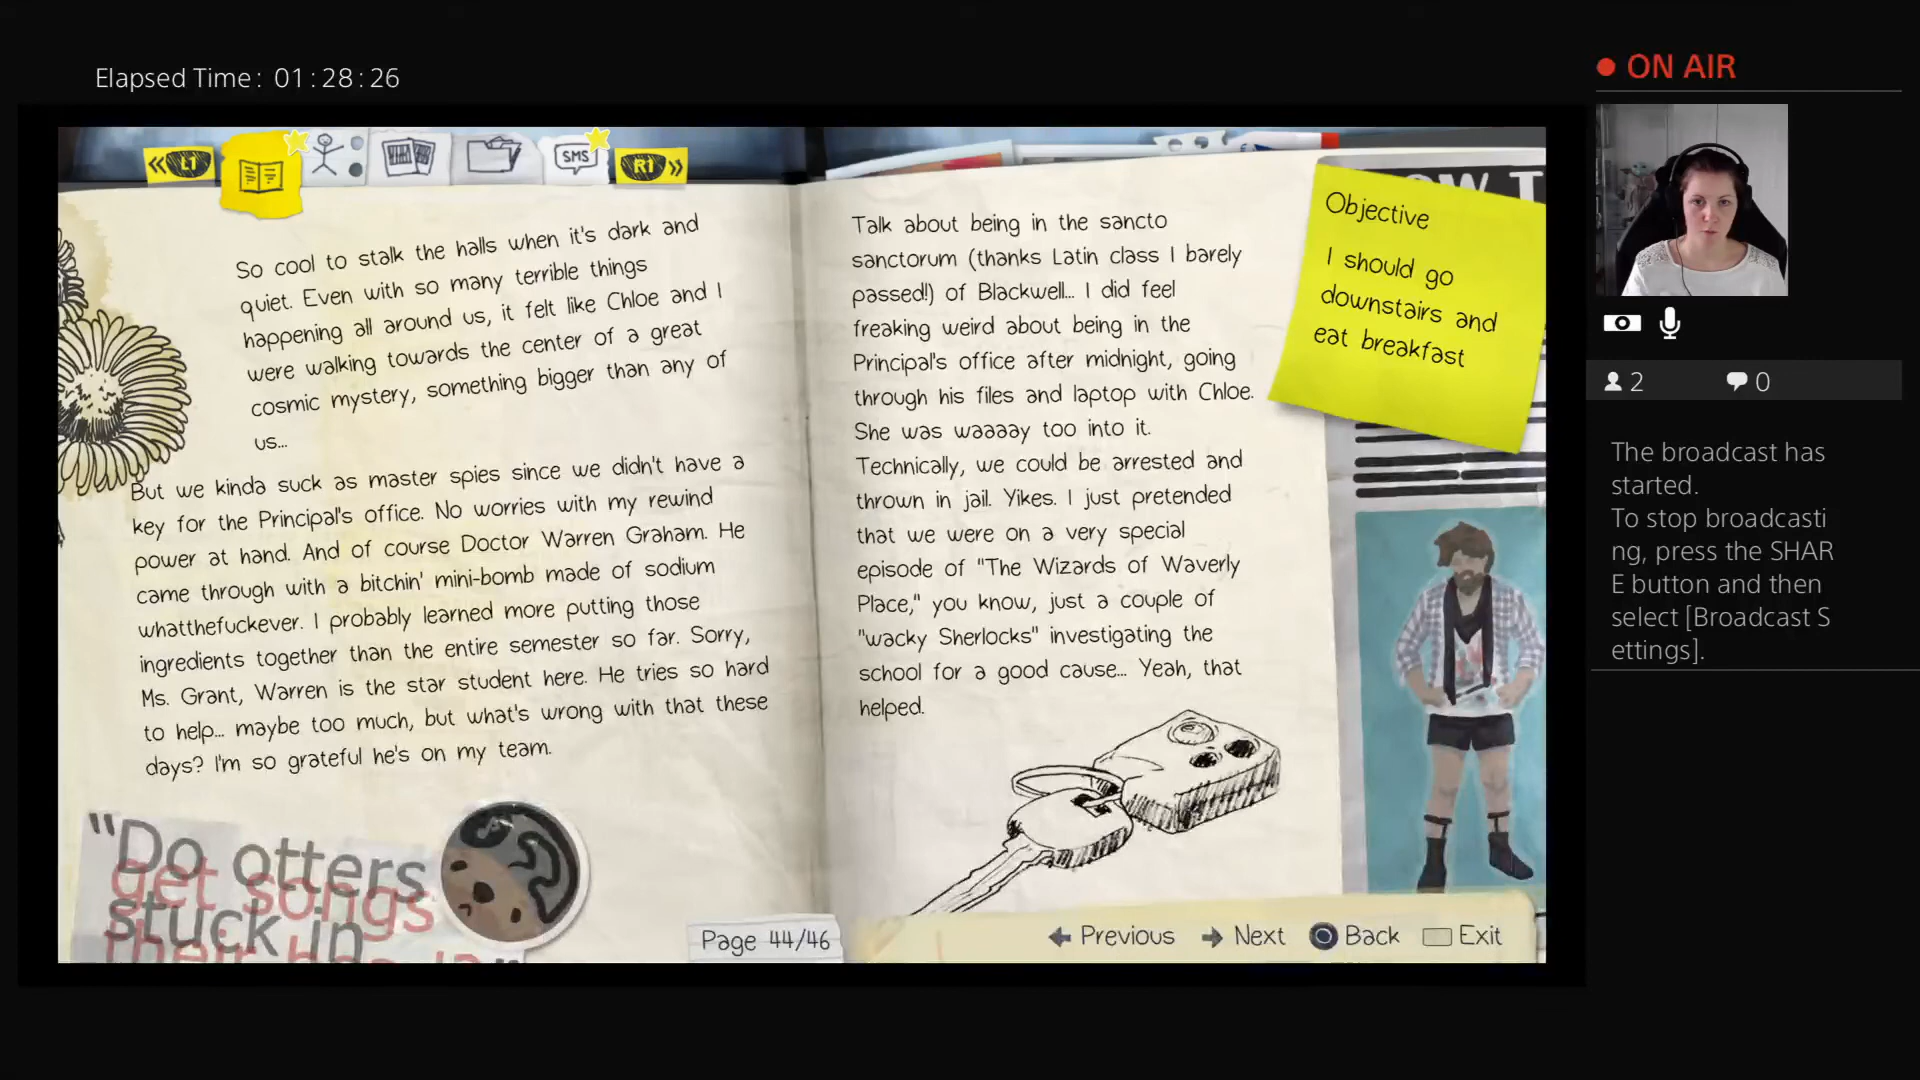 Elapsed Time: 01:28:26
ON AIR
L1
SMS
R1
So cool to stalk the halls when it's dark and
quiet. Even with so many terrible things
happening all around us, it felt like Chloe and I
were walking towards the center of a great
cosmic mystery, something bigger than any of
us...
But we kinda suck as master spies since we didn't have a
key for the Principal's office. No worries with my rewind
power at hand. And of course Doctor Warren Graham. He
came through with a bitchin' mini-bomb made of sodium
whatthefuckever. I probably learned more putting those
ingredients together than the entire semester so far. Sorry,
Ms. Grant, Warren is the star student here. He tries so hard
to help... maybe too much, but what's wrong with that these
days? I'm so grateful he's on my team.
"Do otters
get songs
stuck in
their head?"
Page 44/46
Talk about being in the sancto
sanctorum (thanks Latin class I barely
passed!) of Blackwell... I did feel
freaking weird about being in the
Principal's office after midnight, going
through his files and laptop with Chloe.
She was waaaay too into it.
Technically, we could be arrested and
thrown in jail. Yikes. I just pretended
that we were on a very special
episode of "The Wizards of Waverly
Place," you know, just a couple of
"wacky Sherlocks" investigating the
school for a good cause... Yeah, that
helped.
OW T
Objective
I should go
downstairs and
eat breakfast
Previous Next Back Exit
2 0
The broadcast has
started.
To stop broadcasti
ng, press the SHAR
E button and then
select [Broadcast S
ettings].